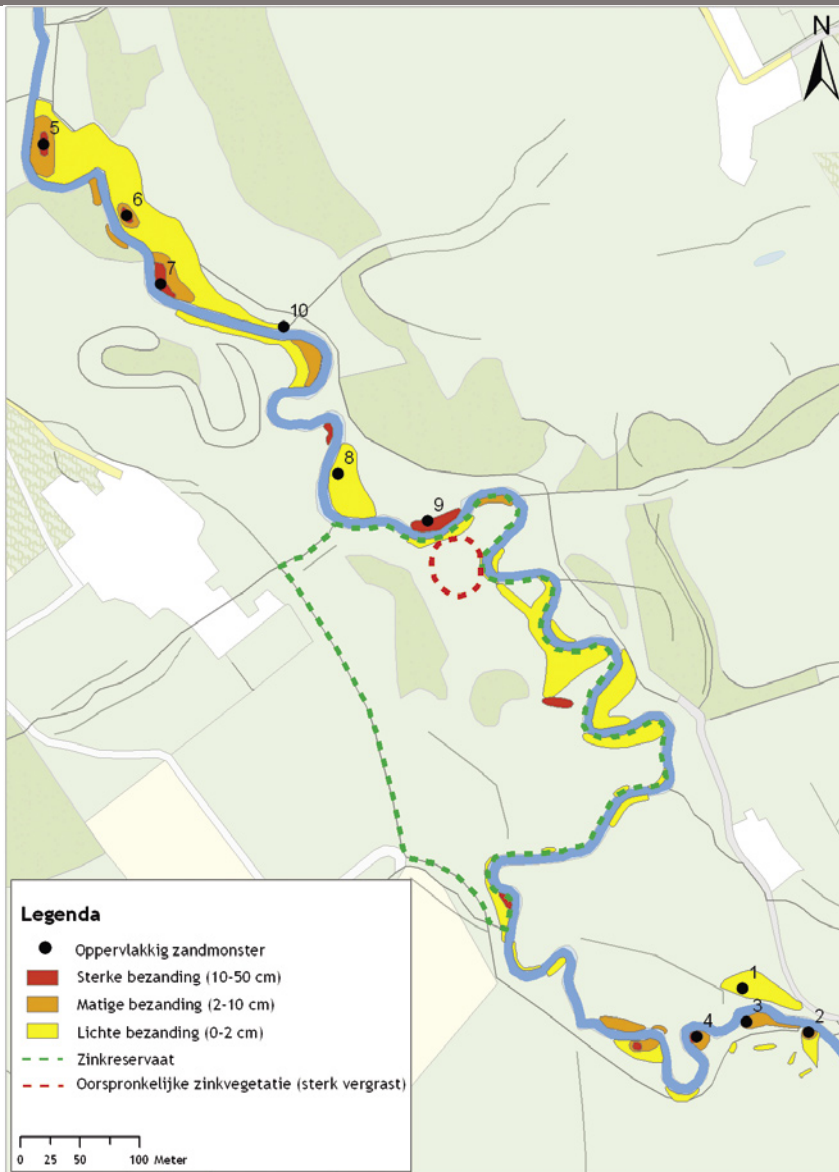 N
5
6
7
10
8
9
1
3
4
2
Legenda
Oppervlakkig zandmonster
Sterke bezanding (10-50 cm)
Matige bezanding (2-10 cm)
Lichte bezanding (0-2 cm)
Zinkreservaat
Oorspronkelijke zinkvegetatie (sterk vergrast)
0 25 50 100 Meter